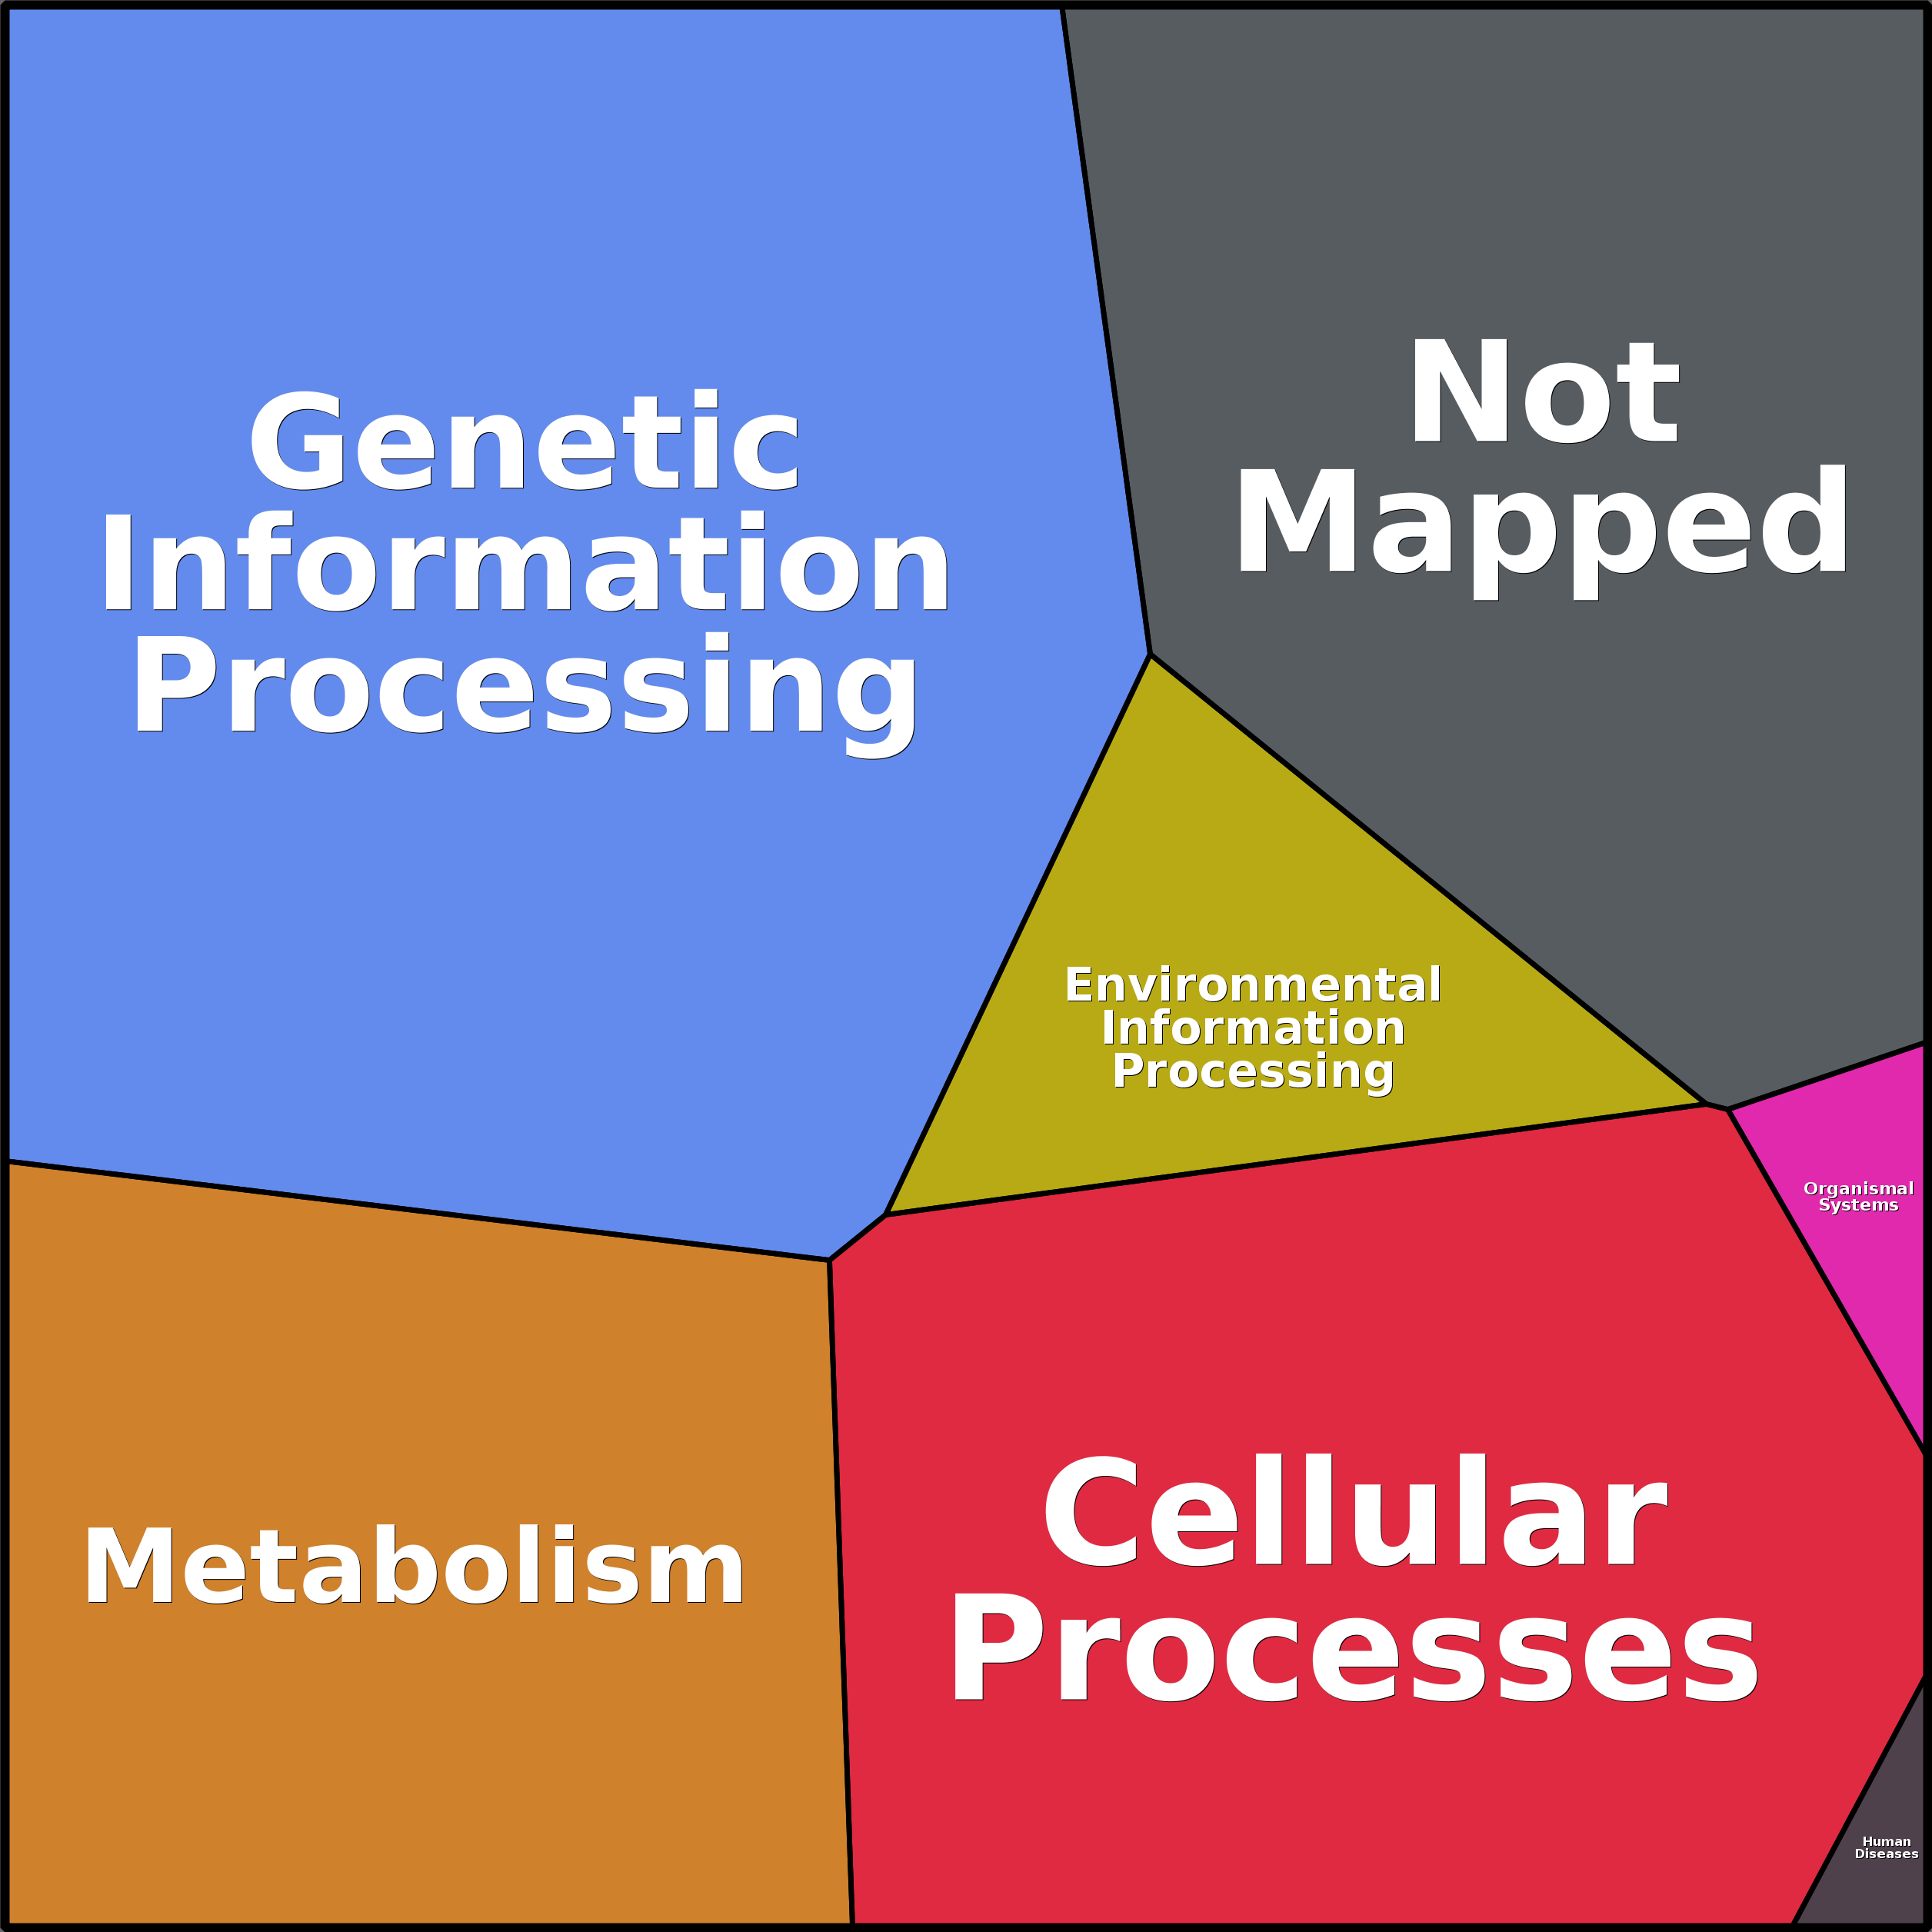 Genetic
Information
Processing
Not
Mapped
Environmental
Information
Processing
Organismal
Systems
Metabolism
Cellular
Processes
Human
Diseases